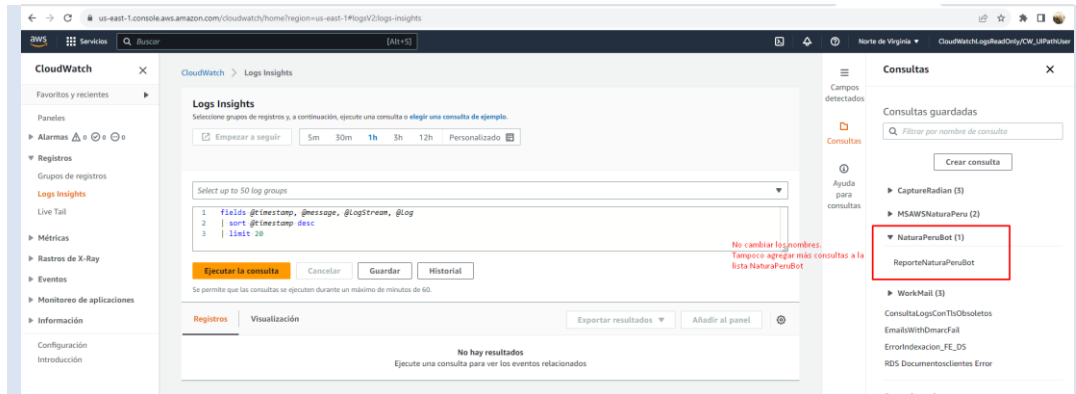 us-east-1.console.aws.amazon.com/cloudwatch/home?region=us-east-1#logsV2:logs-insights
aws
Servicios
Buscar
[Alt+S]
Norte de Virginia
CloudWatchLogsReadOnly/CW_UIPathUser
CloudWatch
Favoritos y recientes
Paneles
Alarmas 0 0 0
Registros
Grupos de registros
Logs Insights
Live Tail
Métricas
Rastros de X-Ray
Eventos
Monitoreo de aplicaciones
Información
Configuración
Introducción
CloudWatch > Logs Insights
Logs Insights
Seleccione grupos de registros y, a continuación, ejecute una consulta o elegir una consulta de ejemplo.
Empezar a seguir
5m 30m 1h 3h 12h Personalizado
Select up to 50 log groups
1 fields @timestamp, @message, @logStream, @log
2 | sort @timestamp desc
3 | limit 20
Ejecutar la consulta
Cancelar
Guardar
Historial
Se permite que las consultas se ejecuten durante un máximo de minutos de 60.
Registros
Visualización
Exportar resultados
Añadir al panel
No hay resultados
Ejecute una consulta para ver los eventos relacionados
No cambiar los nombres.
Tampoco agregar más consultas a la
lista NaturaPeruBot
Campos
detectados
Consultas
Ayuda
para
consultas
Consultas
Consultas guardadas
Filtrar por nombre de consulta
Crear consulta
CaptureRadian (3)
MSAWSNaturaPeru (2)
NaturaPeruBot (1)
ReporteNaturaPeruBot
WorkMail (3)
ConsultaLogsConTlsObsoletos
EmailsWithDmarcFail
ErrorIndexacion_FE_DS
RDS Documentosclientes Error